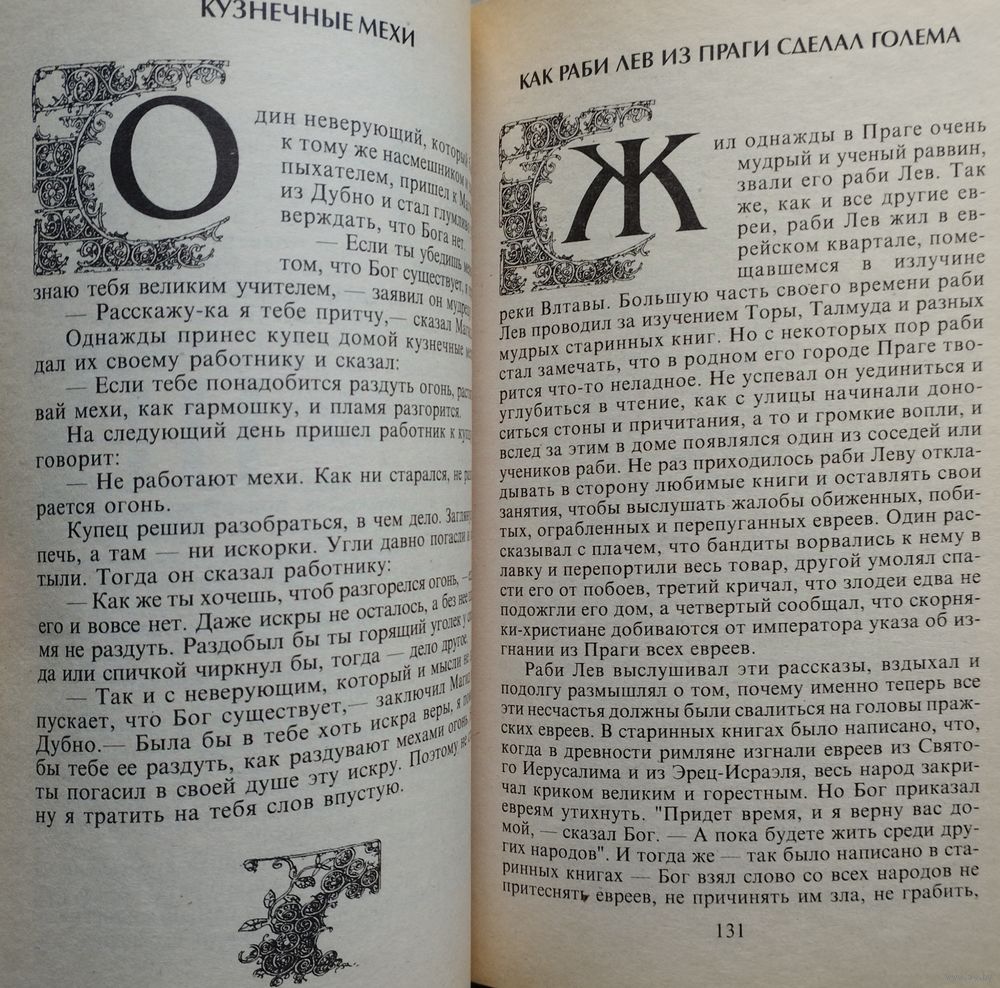 КУЗНЕЧНЫЕ МЕХИ
Один неверующий, который
к тому же насмешником и
пыхателем, пришел к
из Дубно и стал глумливо
верждать, что Бога нет.
— Если ты убедишь
том, что Бог существует,
знаю тебя великим учителем, — заявил он
— Расскажу-ка я тебе притчу,— сказал
Однажды принес купец домой кузнечные
дал их своему работнику и сказал:
— Если тебе понадобится раздуть огонь,
вай мехи, как гармошку, и пламя разгорится.
На следующий день пришел работник к
говорит:
— Не работают мехи. Как ни старался, не
рается огонь.
Купец решил разобраться, в чем дело.
печь, а там — ни искорки. Угли давно погасли
тыли. Тогда он сказал работнику:
— Как же ты хочешь, чтоб разгорелся огонь, —
его и вовсе нет. Даже искры не осталось, а без нее
мя не раздуть. Раздобыл бы ты горящий уголек у
да или спичкой чиркнул бы, тогда — дело другое.
— Так и с неверующим, который и мысли не
пускает, что Бог существует,— заключил
Дубно.— Была бы в тебе хоть искра веры, я
бы тебе ее раздуть, как раздувают мехами огонь.
ты погасил в своей душе эту искру. Поэтому не
ну я тратить на тебя слов впустую.
КАК РАБИ ЛЕВ ИЗ ПРАГИ СДЕЛАЛ ГОЛЕМА
Жил однажды в Праге очень
мудрый и ученый раввин,
звали его раби Лев. Так
же, как и все другие ев-
реи, раби Лев жил в ев-
рейском квартале, поме-
щавшемся в излучине
реки Влтавы. Большую часть своего времени раби
Лев проводил за изучением Торы, Талмуда и разных
мудрых старинных книг. Но с некоторых пор раби
стал замечать, что в родном его городе Праге тво-
рится что-то неладное. Не успевал он уединиться и
углубиться в чтение, как с улицы начинали доно-
ситься стоны и причитания, а то и громкие вопли, и
вслед за этим в доме появлялся один из соседей или
учеников раби. Не раз приходилось раби Леву откла-
дывать в сторону любимые книги и оставлять свои
занятия, чтобы выслушать жалобы обиженных, поби-
тых, ограбленных и перепуганных евреев. Один рас-
сказывал с плачем, что бандиты ворвались к нему в
лавку и перепортили весь товар, другой умолял спа-
сти его от побоев, третий кричал, что злодеи едва не
подожгли его дом, а четвертый сообщал, что скорня-
ки-христиане добиваются от императора указа об из-
гнании из Праги всех евреев.
Раби Лев выслушивал эти рассказы, вздыхал и
подолгу размышлял о том, почему именно теперь все
эти несчастья должны были свалиться на головы праж-
ских евреев. В старинных книгах было написано, что,
когда в древности римляне изгнали евреев из Свято-
го Иерусалима и из Эрец-Исраэля, весь народ закри-
чал криком великим и горестным. Но Бог приказал
евреям утихнуть. "Придет время, и я верну вас до-
мой, — сказал Бог. — А пока будете жить среди дру-
гих народов". И тогда же — так было написано в ста-
ринных книгах — Бог взял слово со всех народов не
притеснять евреев, не причинять им зла, не грабить,
131